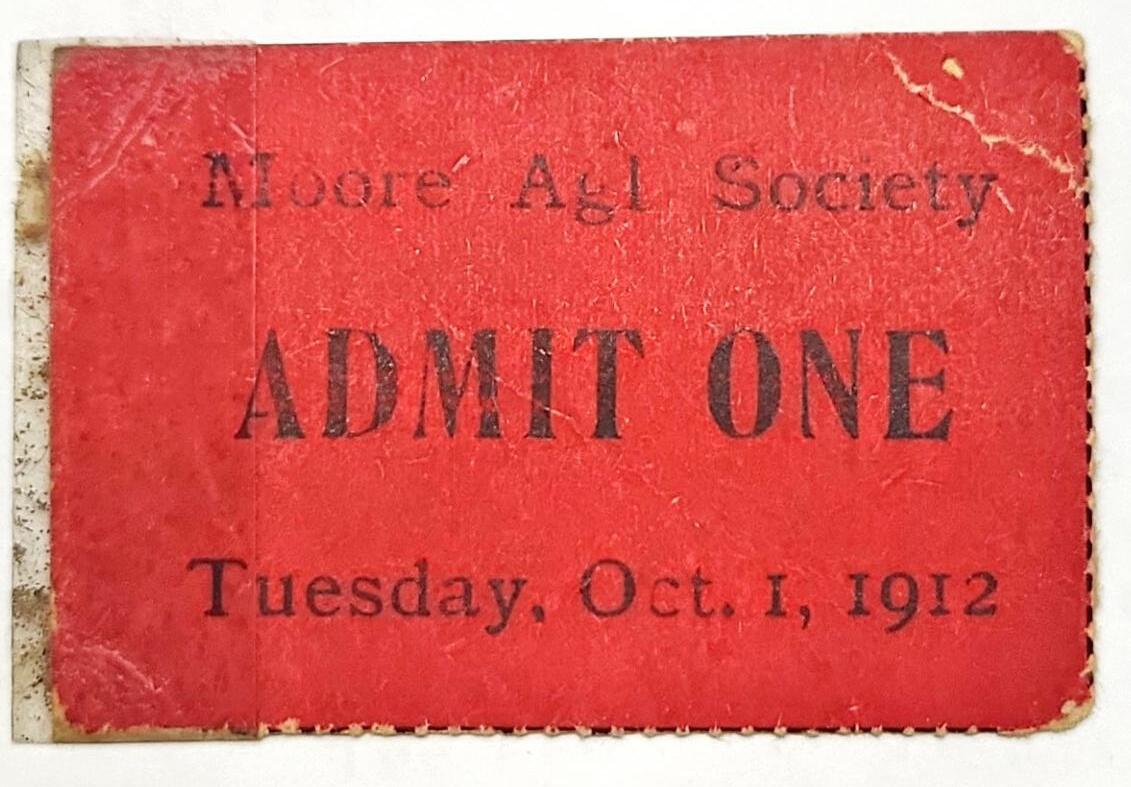 Moore Agl Society
ADMIT ONE
Tuesday, Oct. 1, 1912